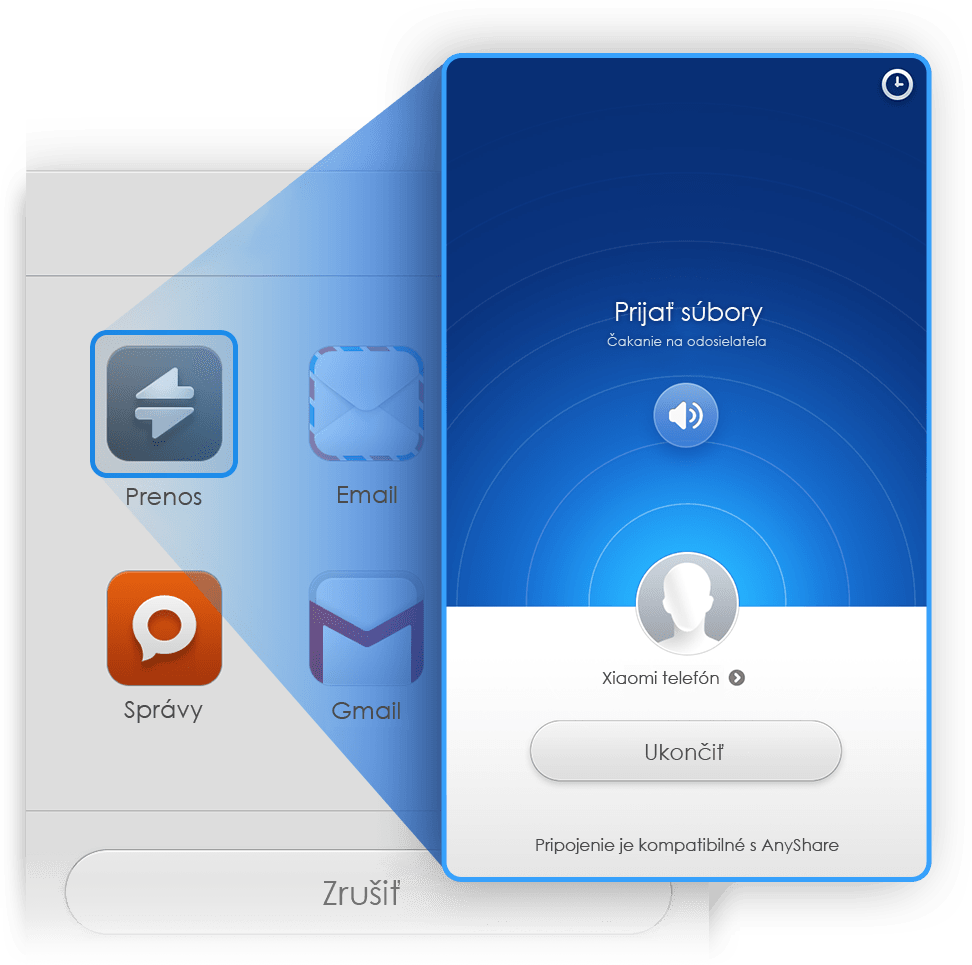 Prenos
Email
Správy
Gmail
Zrušiť
Prijať súbory
Čakanie na odosielateľa
Xiaomi telefón
Ukončiť
Pripojenie je kompatibilné s AnyShare